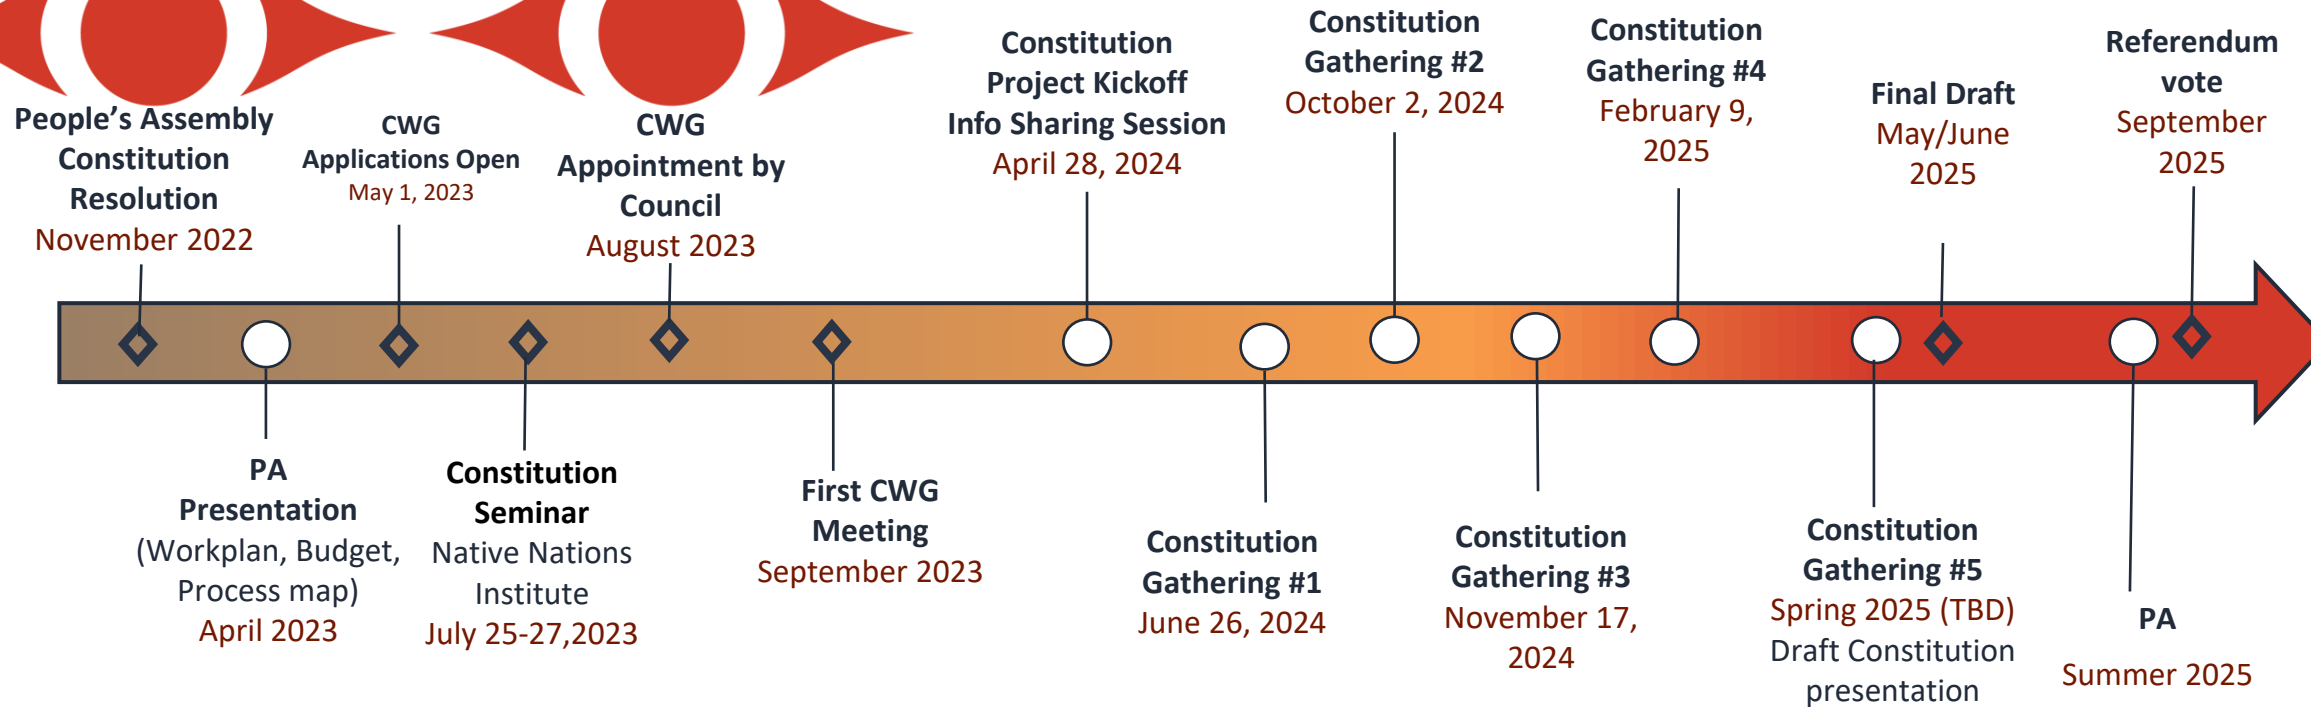 People's Assembly
Constitution
Resolution
November 2022
CWG
Applications Open
May 1, 2023
CWG
Appointment by
Council
August 2023
Constitution
Project Kickoff
Info Sharing Session
April 28, 2024
Constitution
Gathering #2
October 2, 2024
Constitution
Gathering #4
February 9,
2025
Final Draft
May/June
2025
Referendum
vote
September
2025
PA
Presentation
(Workplan, Budget,
Process map)
April 2023
Constitution
Seminar
Native Nations
Institute
July 25-27,2023
First CWG
Meeting
September 2023
Constitution
Gathering #1
June 26, 2024
Constitution
Gathering #3
November 17,
2024
Constitution
Gathering #5
Spring 2025 (TBD)
Draft Constitution
presentation
PA
Summer 2025